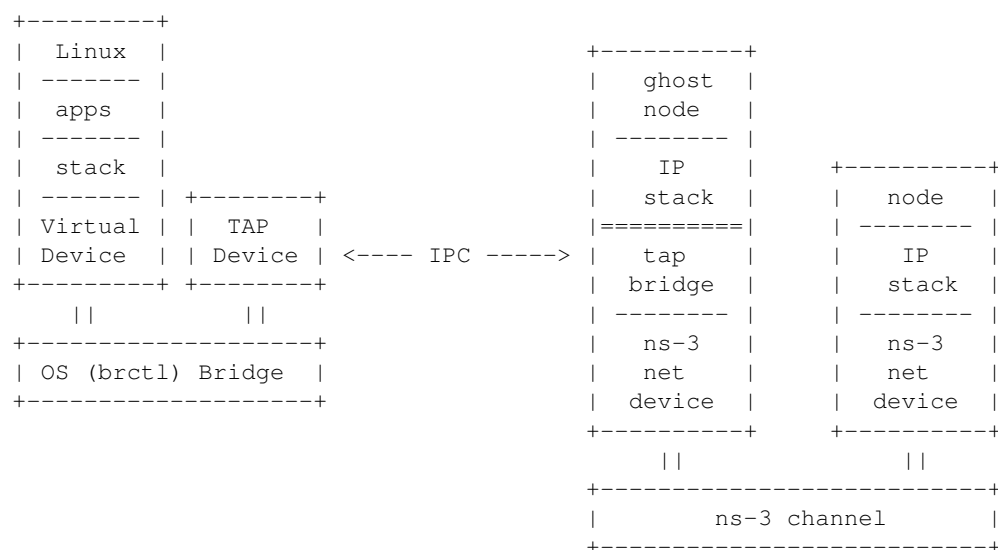 +---------+
|  Linux  |                             +----------+
| ------- |                             |   ghost  |
|  apps   |                             |   node   |
| ------- |                             | -------- |
|  stack  |                             |    IP    |     +----------+
| ------- | +--------+                  |   stack  |     |   node   |
| Virtual | |  TAP   |                  |==========|     | -------- |
| Device  | | Device | <---- IPC -----> |   tap    |     |    IP    |
+---------+ +--------+                  |  bridge  |     |   stack  |
    ||          ||                      | -------- |     | -------- |
+--------------------+                  |   ns-3   |     |   ns-3   |
| OS (brctl) Bridge  |                  |   net    |     |   net    |
+--------------------+                  |  device  |     |  device  |
                                        +----------+     +----------+
                                             ||               ||
                                        +---------------------------+
                                        |        ns-3 channel       |
                                        +---------------------------+